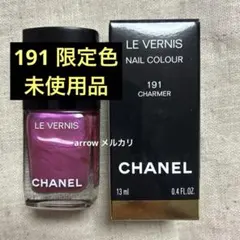 191 限定色
未使用品
LE VERNIS
NAIL COLOUR
191
CHARMER
LE VERNIS
arrow メルカリ
CHANEL
CHANEL
13 ml
0.4 FL.OZ.